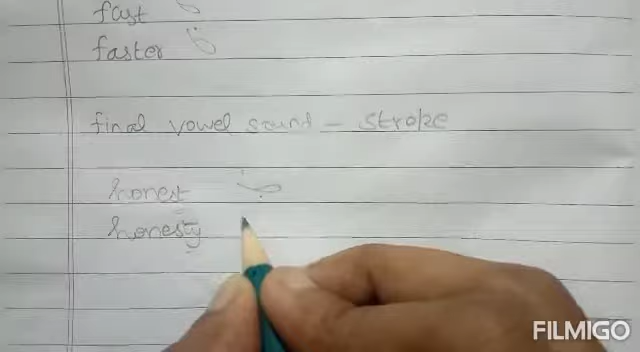 fast
faster
final vowel sound - stroke
honest
honesty
FILMIGO